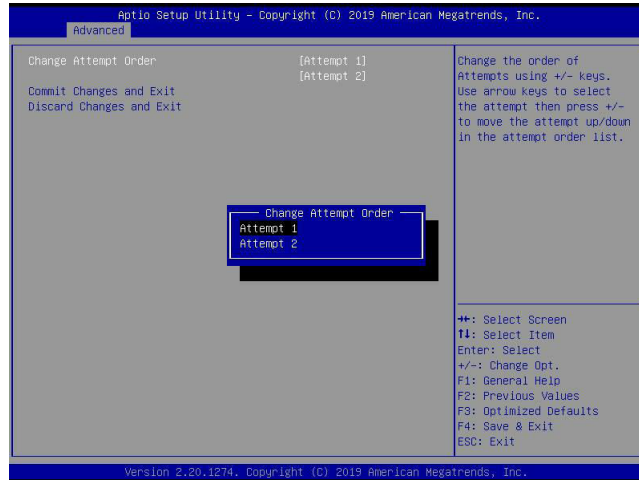 Aptio Setup Utility – Copyright (C) 2019 American Megatrends, Inc.
Advanced
Change Attempt Order [Attempt 1]
[Attempt 2]
Commit Changes and Exit
Discard Changes and Exit
Change the order of
Attempts using +/- keys.
Use arrow keys to select
the attempt then press +/-
to move the attempt up/down
in the attempt order list.
Change Attempt Order
Attempt 1
Attempt 2
→←: Select Screen
↑↓: Select Item
Enter: Select
+/-: Change Opt.
F1: General Help
F2: Previous Values
F3: Optimized Defaults
F4: Save & Exit
ESC: Exit
Version 2.20.1274. Copyright (C) 2019 American Megatrends, Inc.